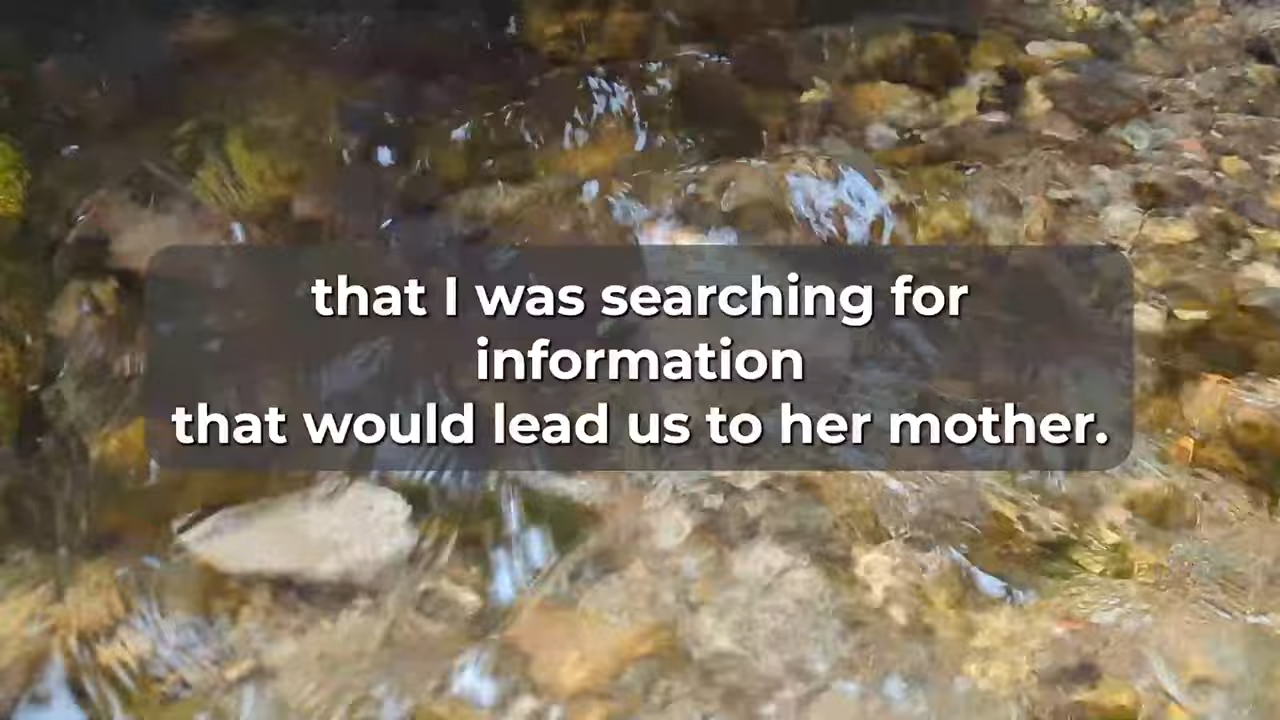 that I was searching for
information
that would lead us to her mother.